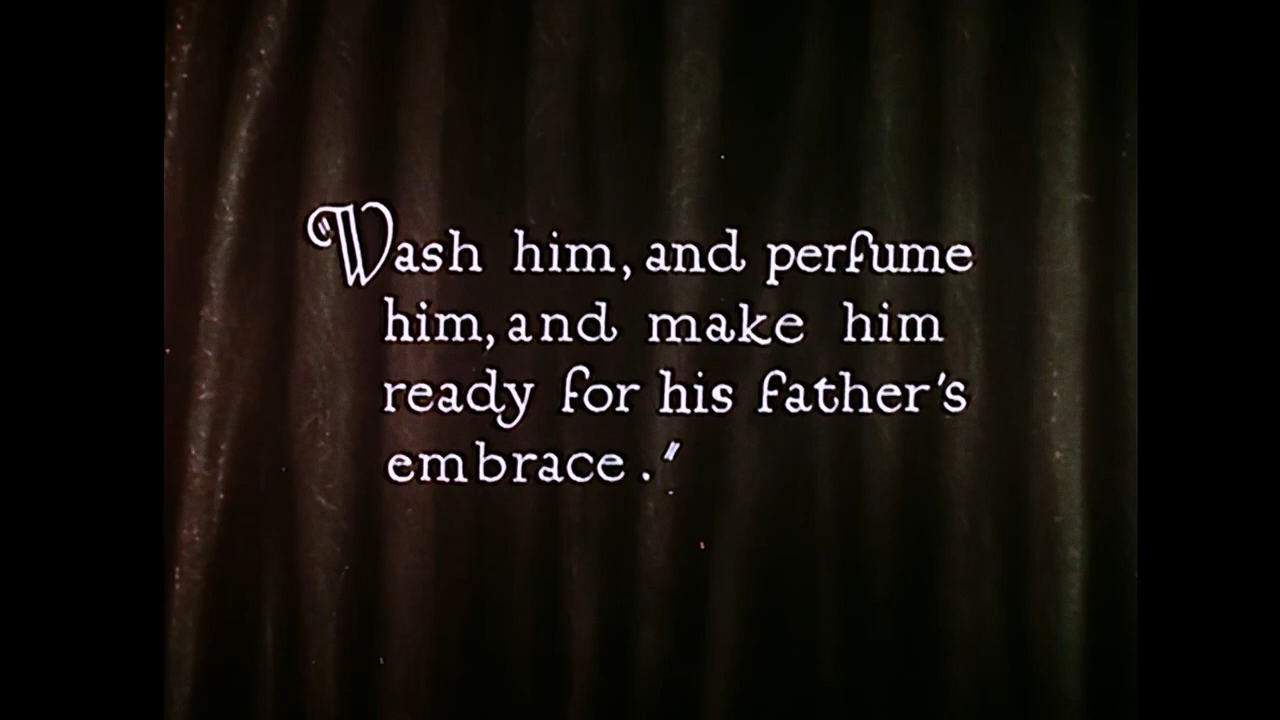 "Wash him, and perfume
him, and make him
ready for his father's
embrace."